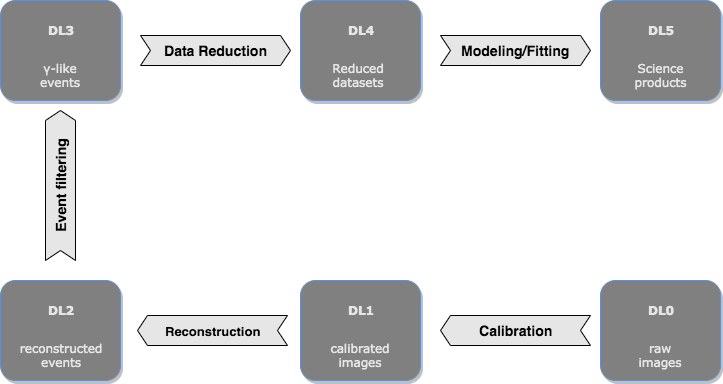 DL3
γ-like
events
Data Reduction
DL4
Reduced
datasets
Modeling/Fitting
DL5
Science
products
Event filtering
DL2
reconstructed
events
Reconstruction
DL1
calibrated
images
Calibration
DL0
raw
images